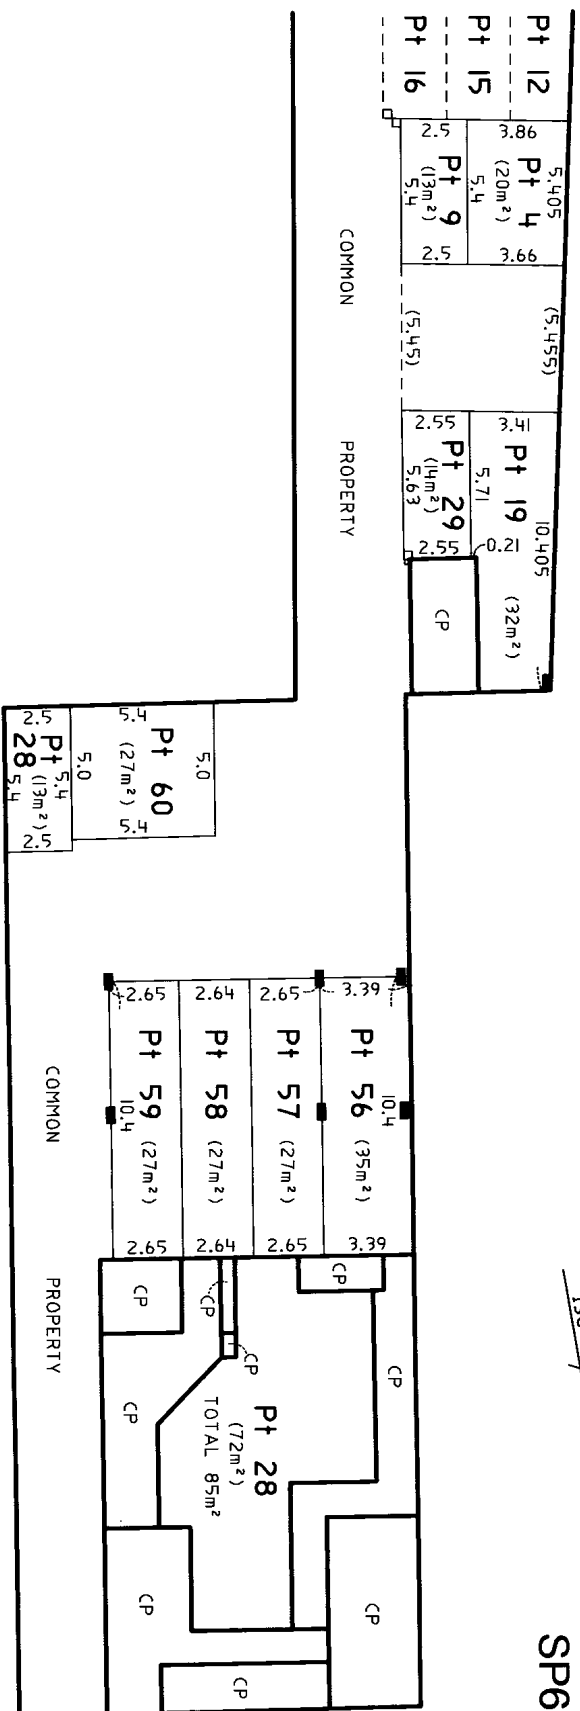 SP6
Pt 12
Pt 15
Pt 16
3.86
5.405
Pt 4
(20m²)
5.4
3.66
2.5
Pt 9
(13m²)
5.4
2.5
COMMON
PROPERTY
(5.455)
(5.45)
3.41
Pt 19
5.71
10.405
(32m²)
0.21
2.55
Pt 29
(14m²)
5.63
2.55
CP
5.4
5.0
Pt 60
(27m²)
5.0
5.4
2.5
Pt 28
5.4
(13m²)
5.4
2.5
3.39
Pt 56
10.4
(35m²)
3.39
2.65
Pt 57
(27m²)
2.65
2.64
Pt 58
(27m²)
2.64
2.65
Pt 59
10.4
(27m²)
2.65
COMMON
PROPERTY
CP
CP
CP
CP
CP
CP
Pt 28
(72m²)
TOTAL 85m²
CP
CP
CP